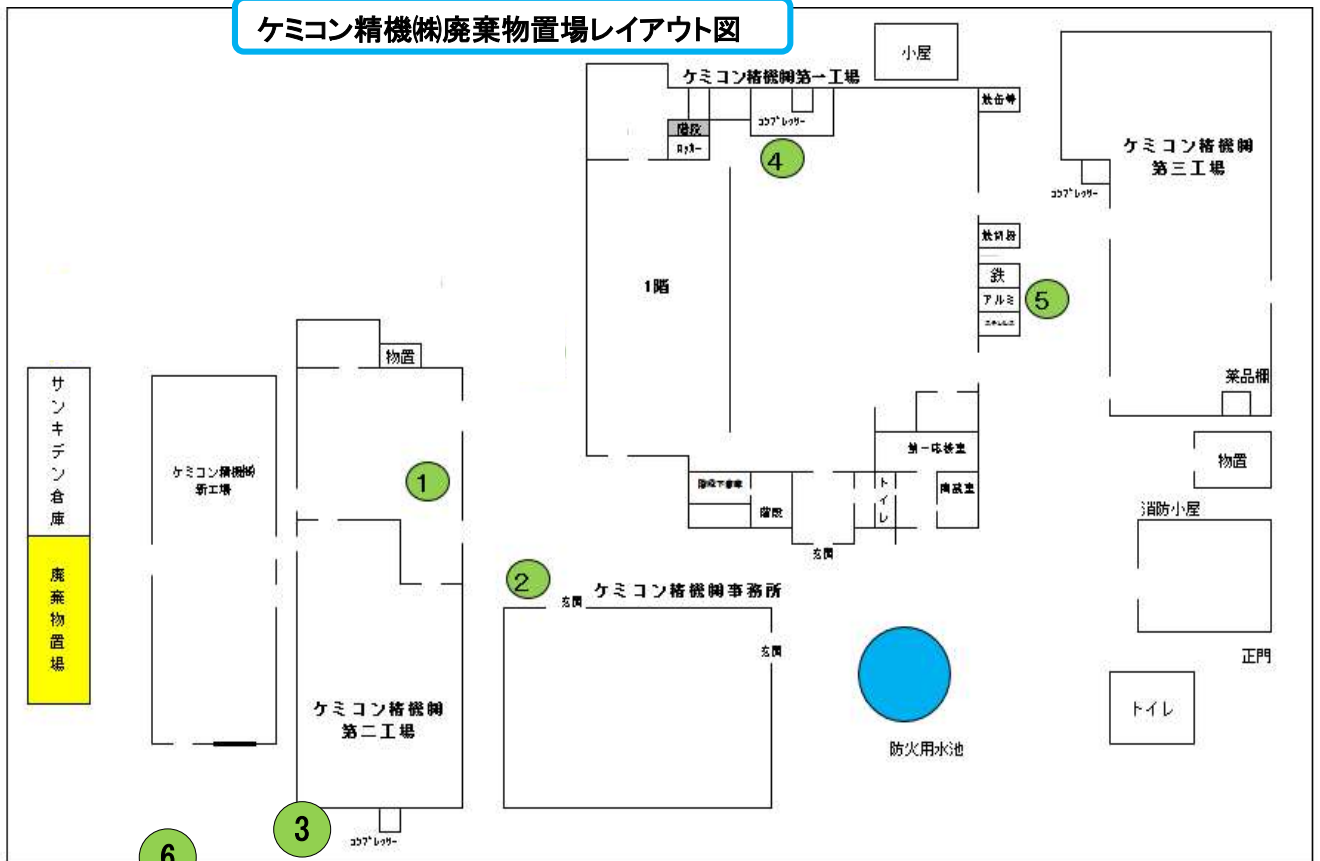 ケミコン精機㈱廃棄物置場レイアウト図
小屋
ケミコン精機㈱第一工場
コンプレッサー
階段
ロッカー
4
ケミコン精機㈱
第三工場
コンプレッサー
1階
鉄
アルミ
ステンレス
5
物置
薬品棚
サンキデン倉庫
ケミコン精機㈱
新工場
1
トイレ
物置
階段
消防小屋
玄関
廃棄物置場
2
ケミコン精機㈱事務所
玄関
玄関
正門
ケミコン精機㈱
第二工場
トイレ
防火用水池
3
コンプレッサー
6